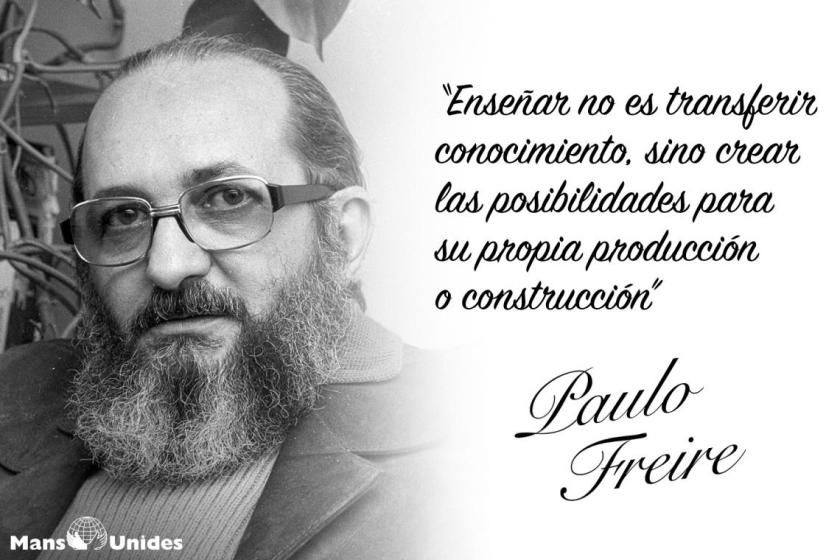 “Enseñar no es transferir
conocimiento, sino crear
las posibilidades para
su propia producción
o construcción”
Paulo
Freire
Mans Unides